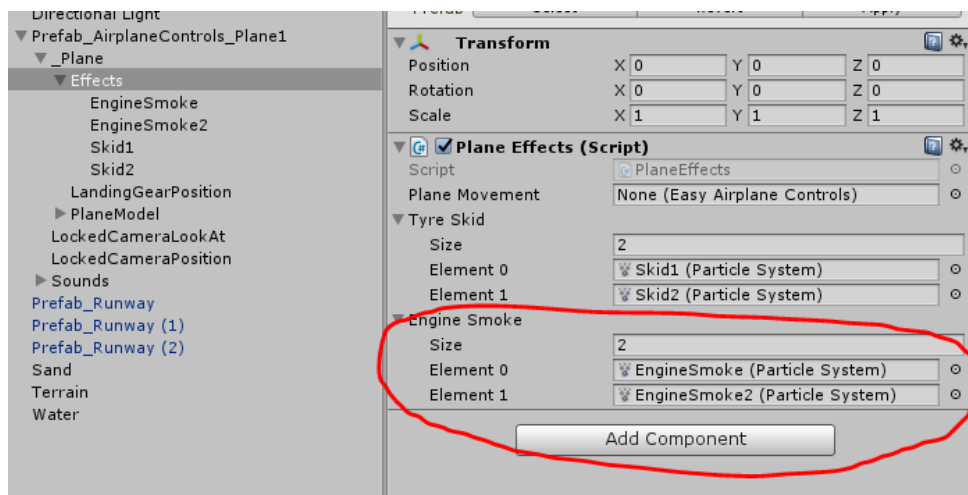 Directional Light
Prefab_AirplaneControls_Plane1
_Plane
Effects
EngineSmoke
EngineSmoke2
Skid1
Skid2
LandingGearPosition
PlaneModel
LockedCameraLookAt
LockedCameraPosition
Sounds
Prefab_Runway
Prefab_Runway (1)
Prefab_Runway (2)
Sand
Terrain
Water
Prefab Select Revert Apply
Transform
Position X 0 Y 0 Z 0
Rotation X 0 Y 0 Z 0
Scale X 1 Y 1 Z 1
Plane Effects (Script)
Script PlaneEffects
Plane Movement None (Easy Airplane Controls)
Tyre Skid
Size 2
Element 0 Skid1 (Particle System)
Element 1 Skid2 (Particle System)
Engine Smoke
Size 2
Element 0 EngineSmoke (Particle System)
Element 1 EngineSmoke2 (Particle System)
Add Component